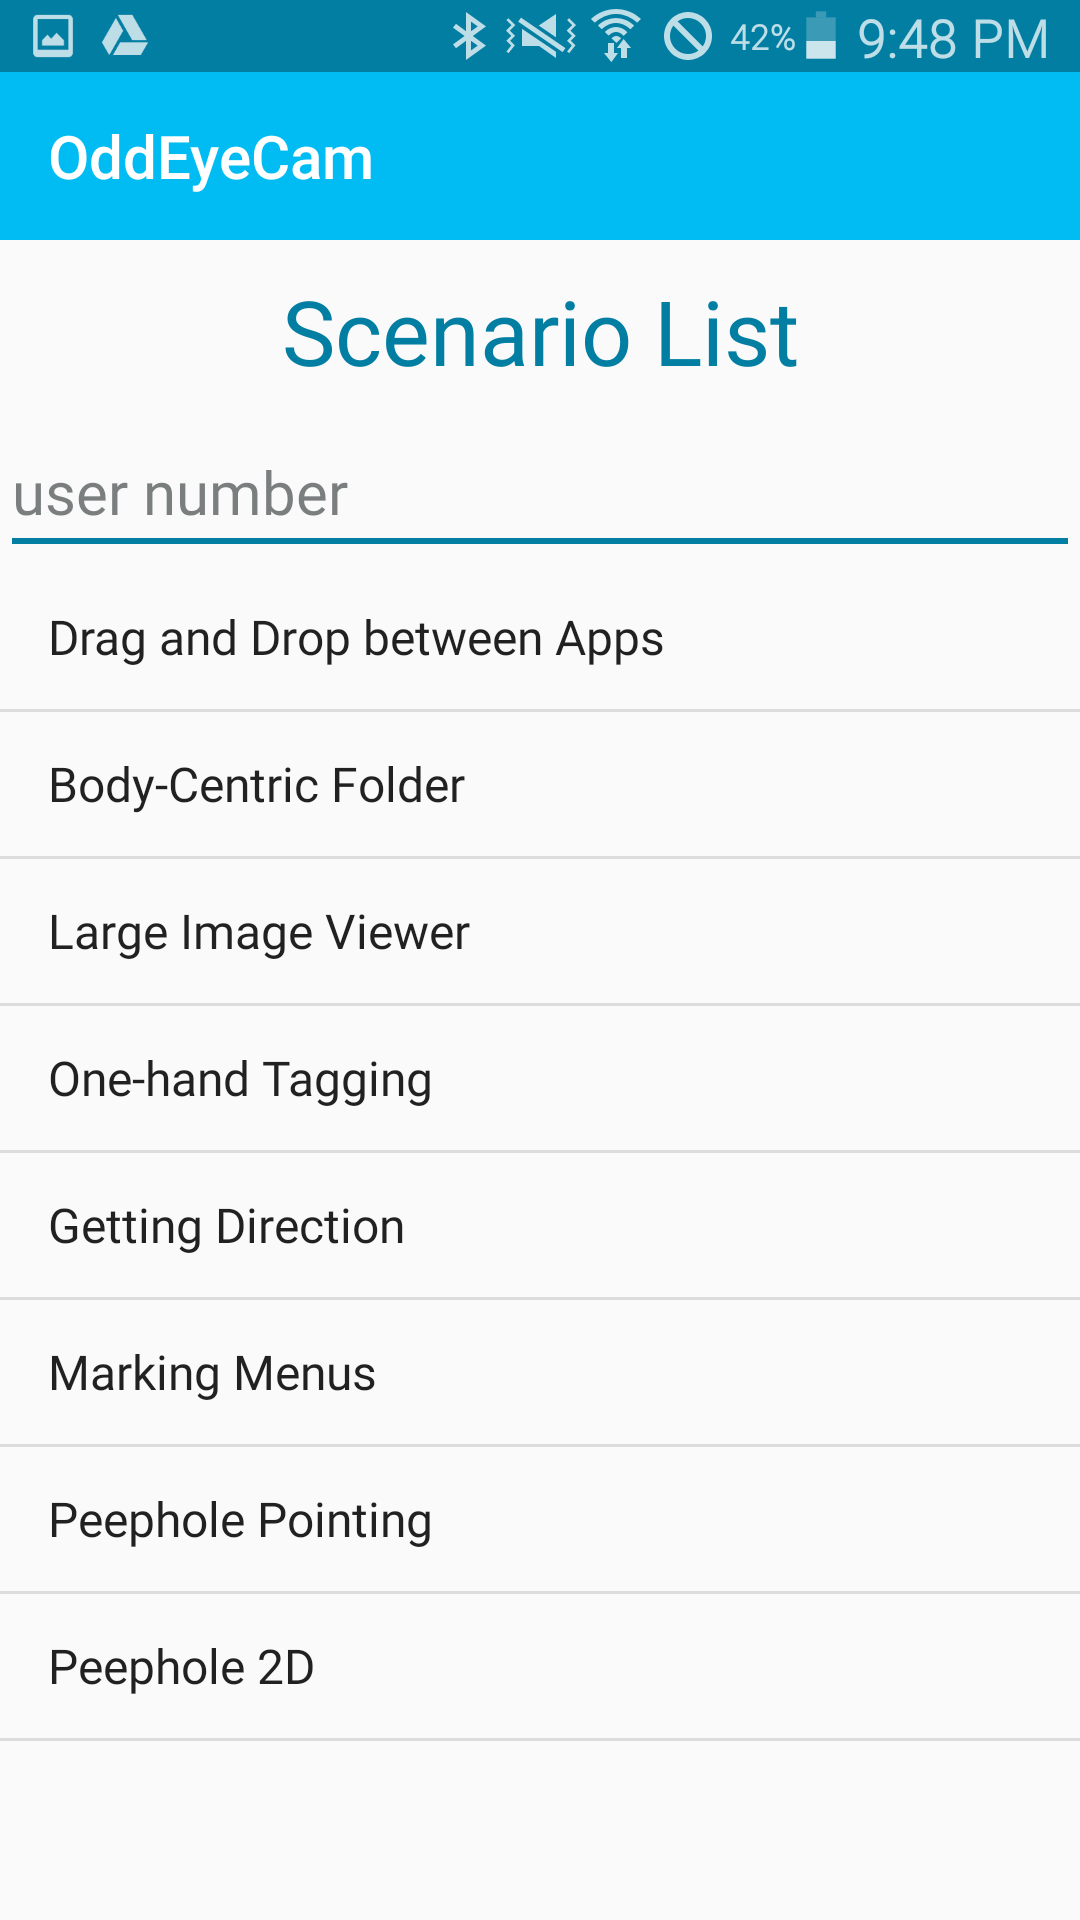 42% 9:48 PM
OddEyeCam
Scenario List
user number
Drag and Drop between Apps
Body-Centric Folder
Large Image Viewer
One-hand Tagging
Getting Direction
Marking Menus
Peephole Pointing
Peephole 2D